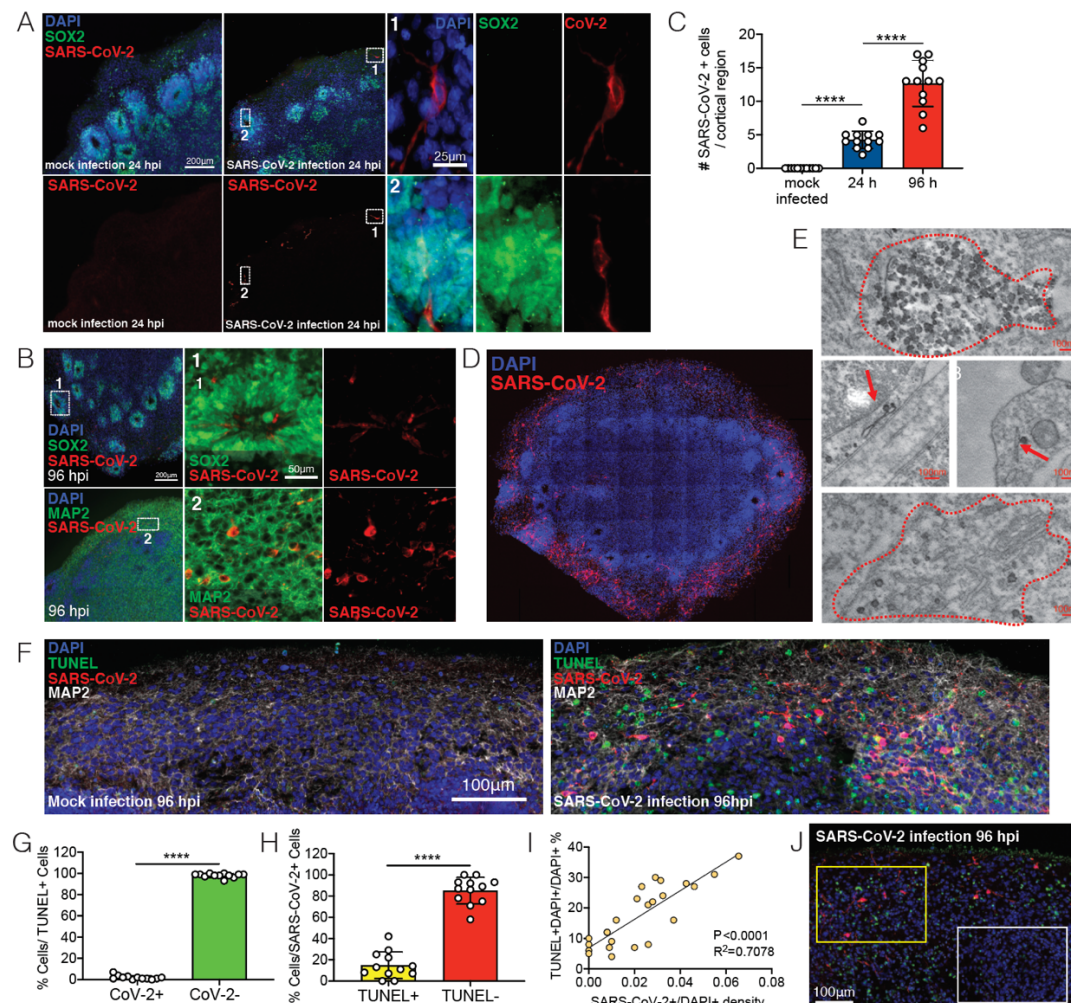 A
DAPI
SOX2
SARS-CoV-2
mock infection 24 hpi
200µm
1
2
SARS-CoV-2 infection 24 hpi
1
DAPI
25µm
SOX2
CoV-2
SARS-CoV-2
mock infection 24 hpi
SARS-CoV-2
1
2
SARS-CoV-2 infection 24 hpi
2
C
# SARS-CoV-2 + cells
/ cortical region
20
15
10
5
0
****
****
mock
infected
24 h
96 h
B
1
DAPI
SOX2
SARS-CoV-2
96 hpi
200µm
1
1
SOX2
SARS-CoV-2
50µm
SARS-CoV-2
DAPI
MAP2
SARS-CoV-2
2
96 hpi
2
MAP2
SARS-CoV-2
SARS-CoV-2
D
DAPI
SARS-CoV-2
E
F
DAPI
TUNEL
SARS-CoV-2
MAP2
Mock infection 96 hpi
100µm
DAPI
TUNEL
SARS-CoV-2
MAP2
SARS-CoV-2 infection 96hpi
G
% Cells/ TUNEL+ Cells
120
100
80
60
40
20
0
****
CoV-2+
CoV-2-
H
% Cells/SARS-CoV-2+ Cells
120
100
80
60
40
20
0
****
TUNEL+
TUNEL-
I
TUNEL+DAPI+/DAPI+ %
40
30
20
10
0
P<0.0001
R²=0.7078
0.00
0.02
0.04
0.06
0.08
SARS-CoV-2+/DAPI+ density
J
SARS-CoV-2 infection 96 hpi
100µm